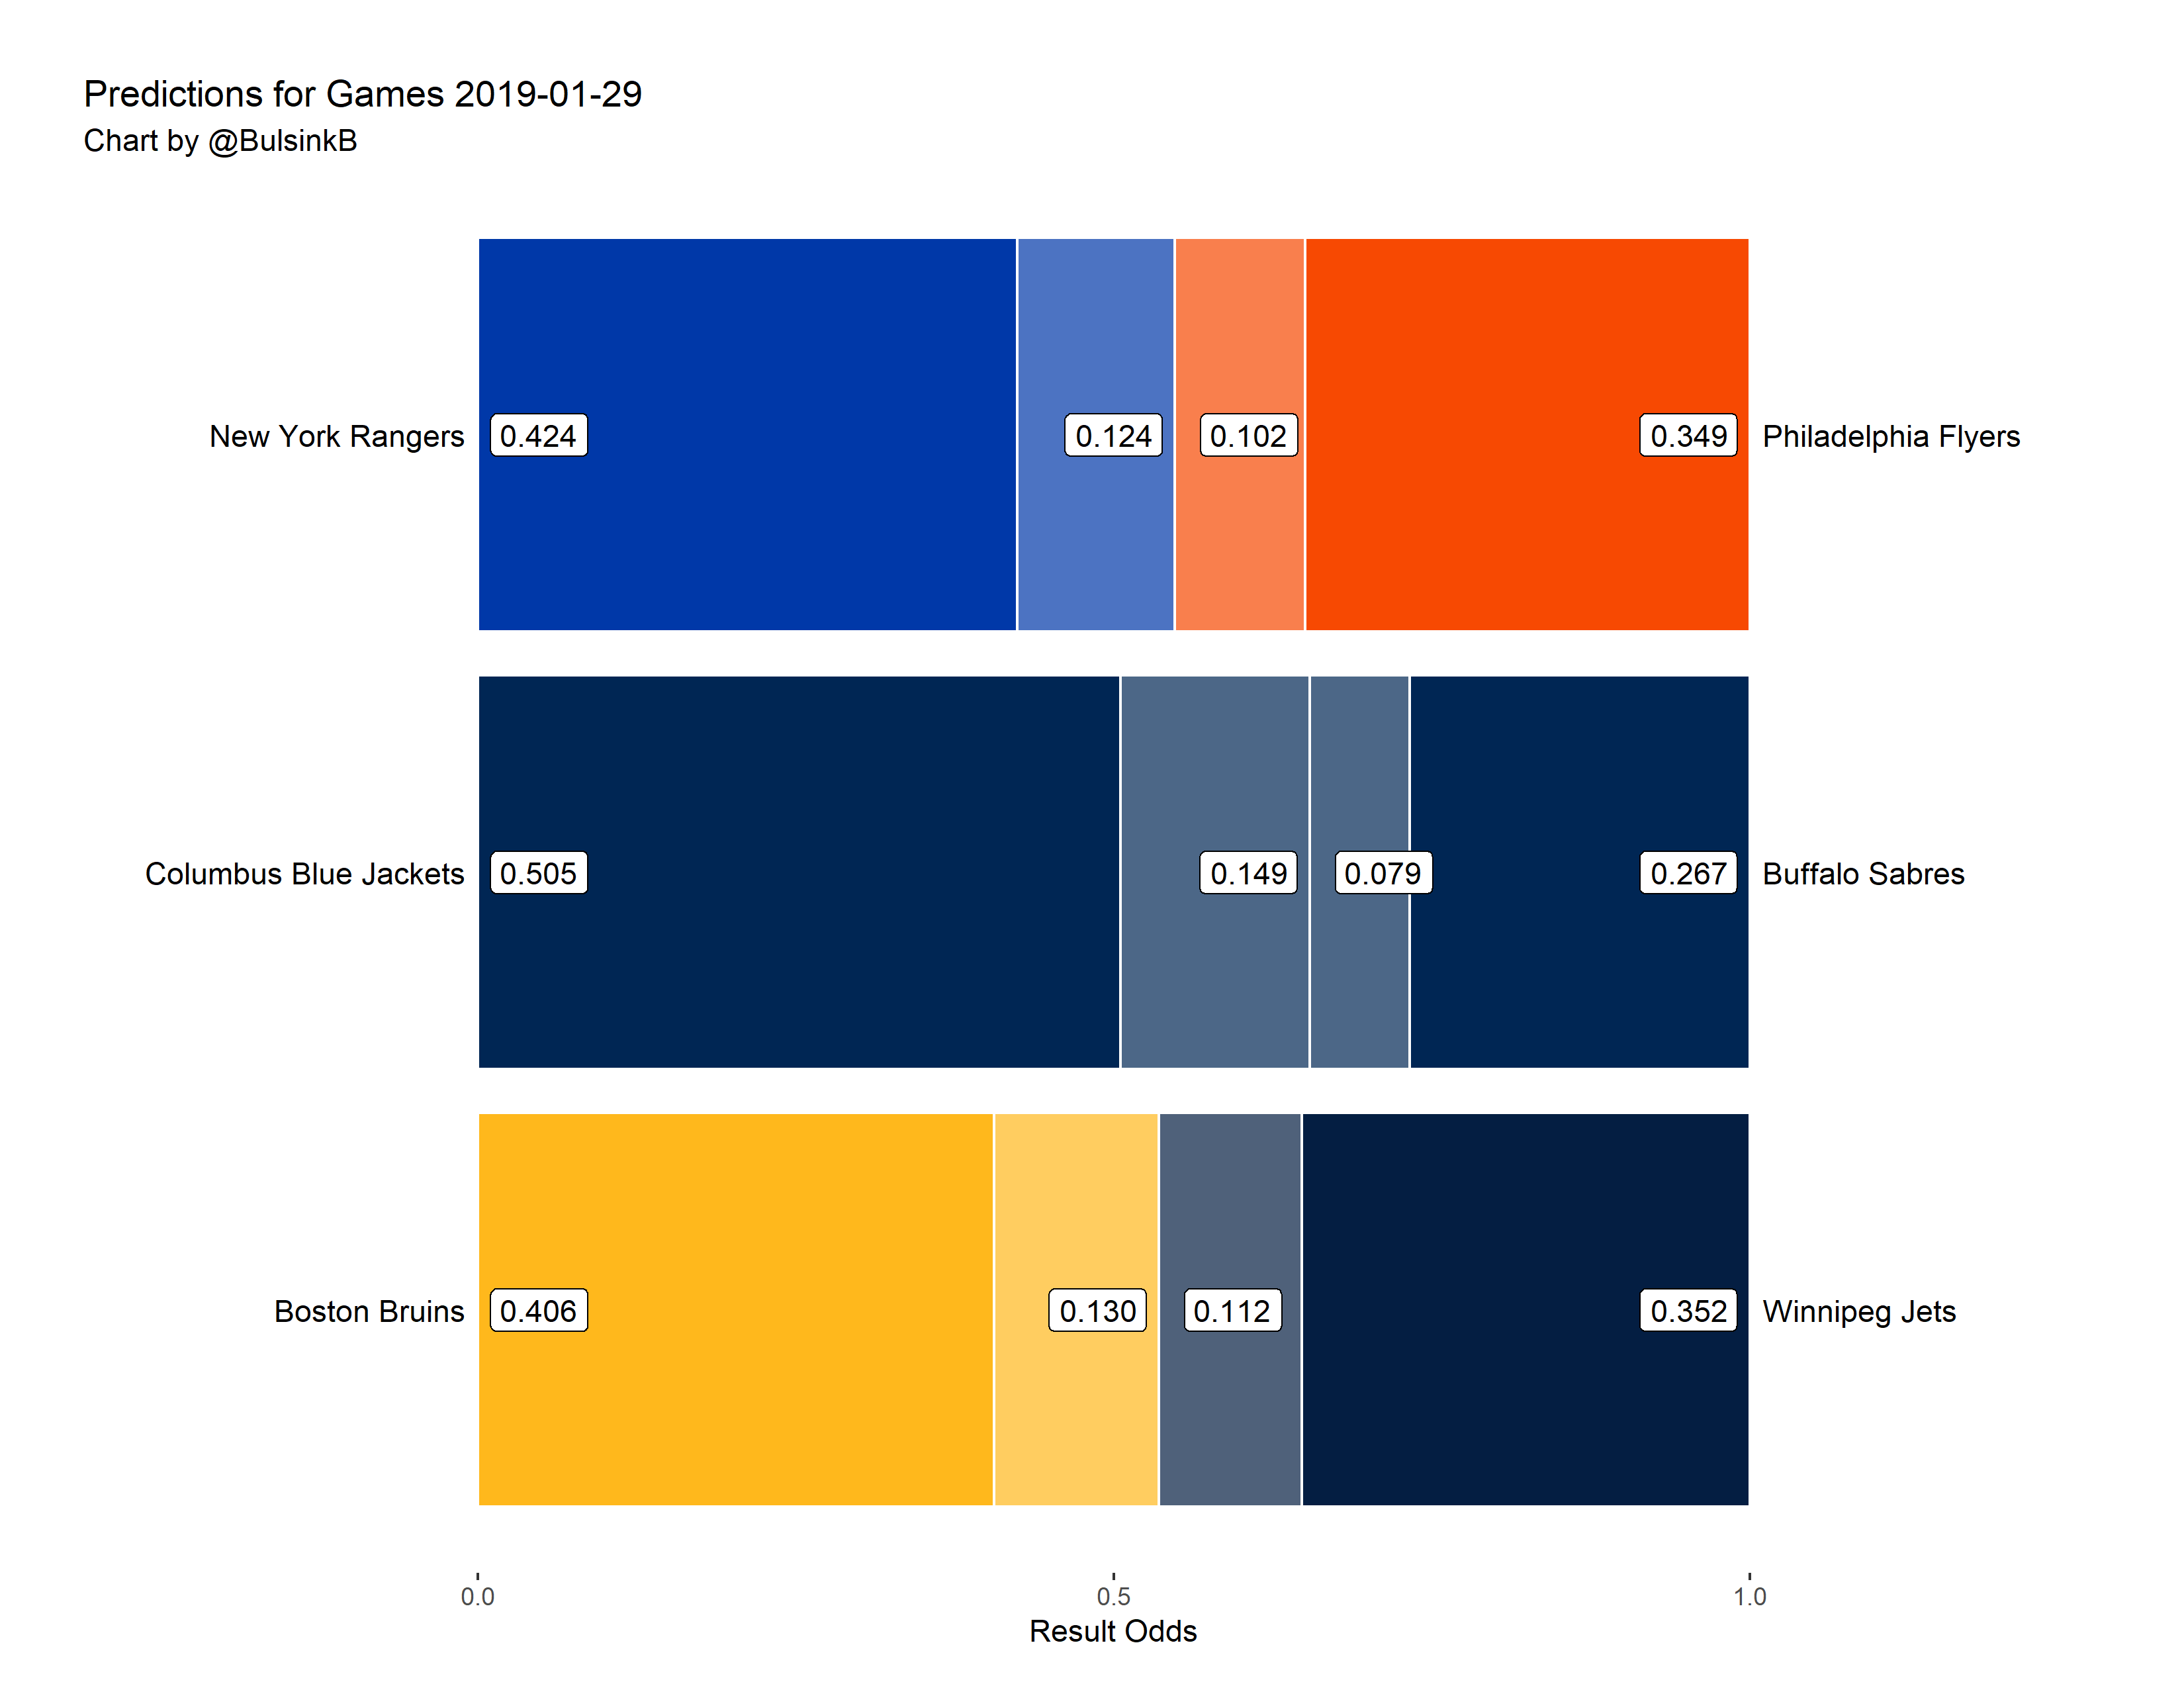 Predictions for Games 2019-01-29
Chart by @BulsinkB
New York Rangers 0.424 0.124 0.102 0.349 Philadelphia Flyers
Columbus Blue Jackets 0.505 0.149 0.079 0.267 Buffalo Sabres
Boston Bruins 0.406 0.130 0.112 0.352 Winnipeg Jets
0.0 0.5 1.0
Result Odds